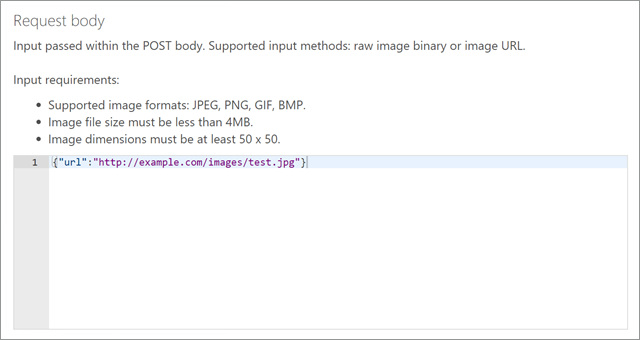 Request body
Input passed within the POST body. Supported input methods: raw image binary or image URL.
Input requirements:
• Supported image formats: JPEG, PNG, GIF, BMP.
• Image file size must be less than 4MB.
• Image dimensions must be at least 50 x 50.
1 {"url":"http://example.com/images/test.jpg"}